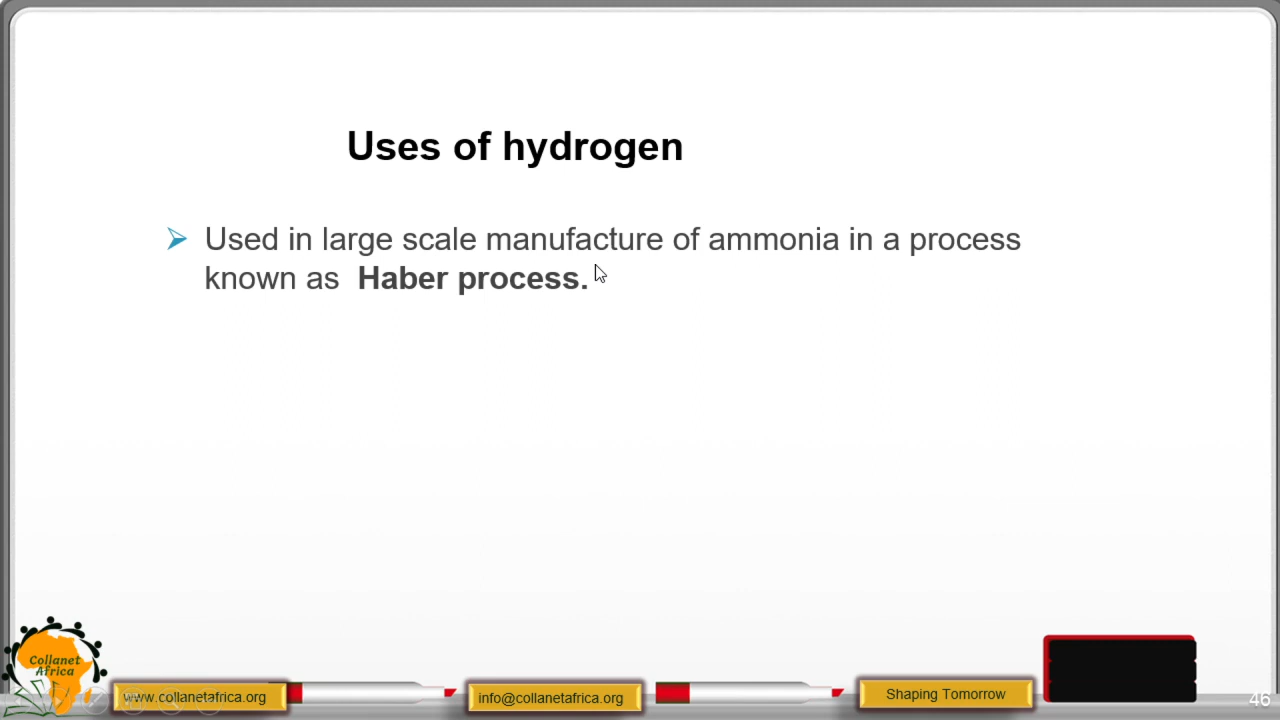 Uses of hydrogen
Used in large scale manufacture of ammonia in a process
known as Haber process.
Collanet
Africa
www.collanetafrica.org
info@collanetafrica.org
Shaping Tomorrow
46